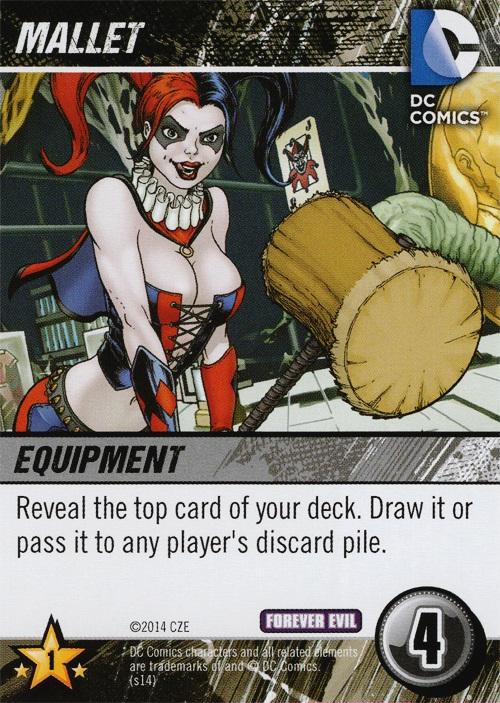 MALLET
DC
COMICS™
J
EQUIPMENT
Reveal the top card of your deck. Draw it or
pass it to any player's discard pile.
©2014 CZE
FOREVER EVIL
4
1
DC Comics characters and all related elements
are trademarks of and © DC Comics.
(s14)